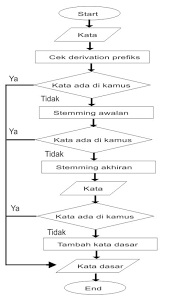 Start
Kata
Cek derivation prefiks
Ya
Kata ada di kamus
Tidak
Stemming awalan
Ya
Kata ada di kamus
Tidak
Stemming akhiran
Kata
Ya
Kata ada di kamus
Tidak
Tambah kata dasar
Kata dasar
End